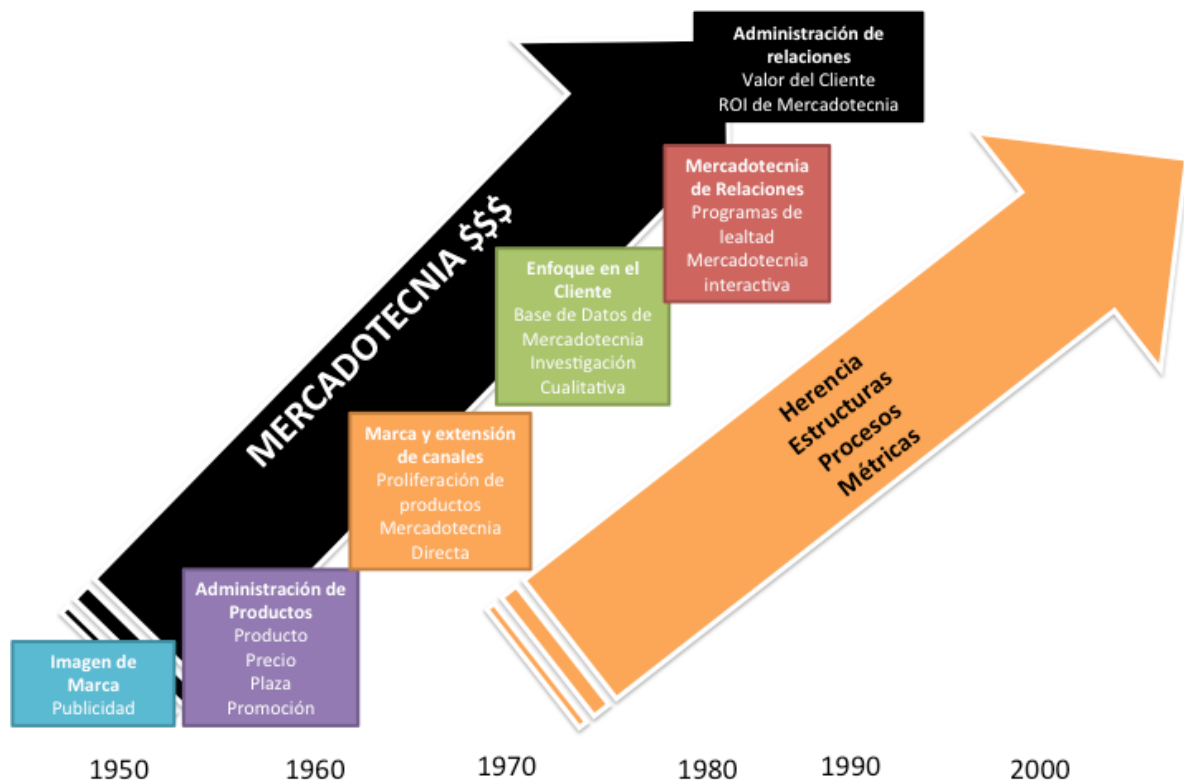 Administración de
relaciones
Valor del Cliente
ROI de Mercadotecnia
Mercadotecnia
de Relaciones
Programas de
lealtad
Mercadotecnia
interactiva
MERCADOTECNIA $$$
Enfoque en el
Cliente
Base de Datos de
Mercadotecnia
Investigación
Cualitativa
Herencia
Estructuras
Procesos
Métricas
Marca y extensión
de canales
Proliferación de
productos
Mercadotecnia
Directa
Administración de
Productos
Producto
Precio
Plaza
Promoción
Imagen de
Marca
Publicidad
1950 1960 1970 1980 1990 2000